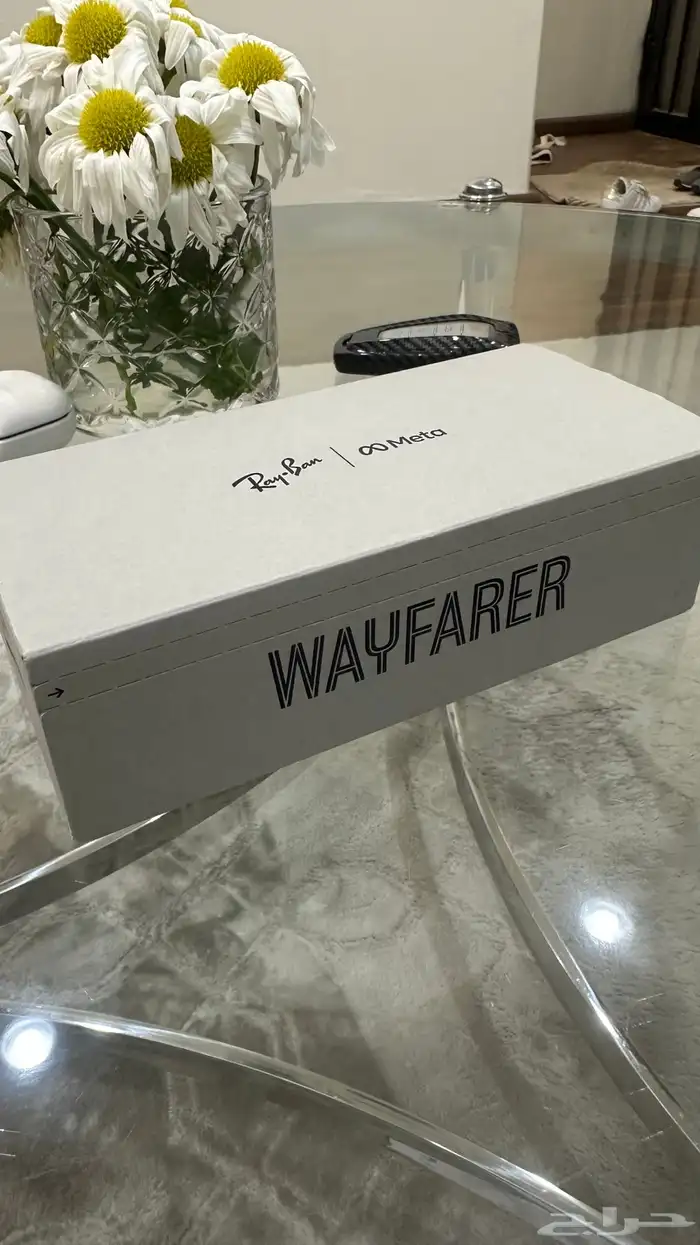 Ray-Ban | ∞ Meta
WAYFARER
حراج